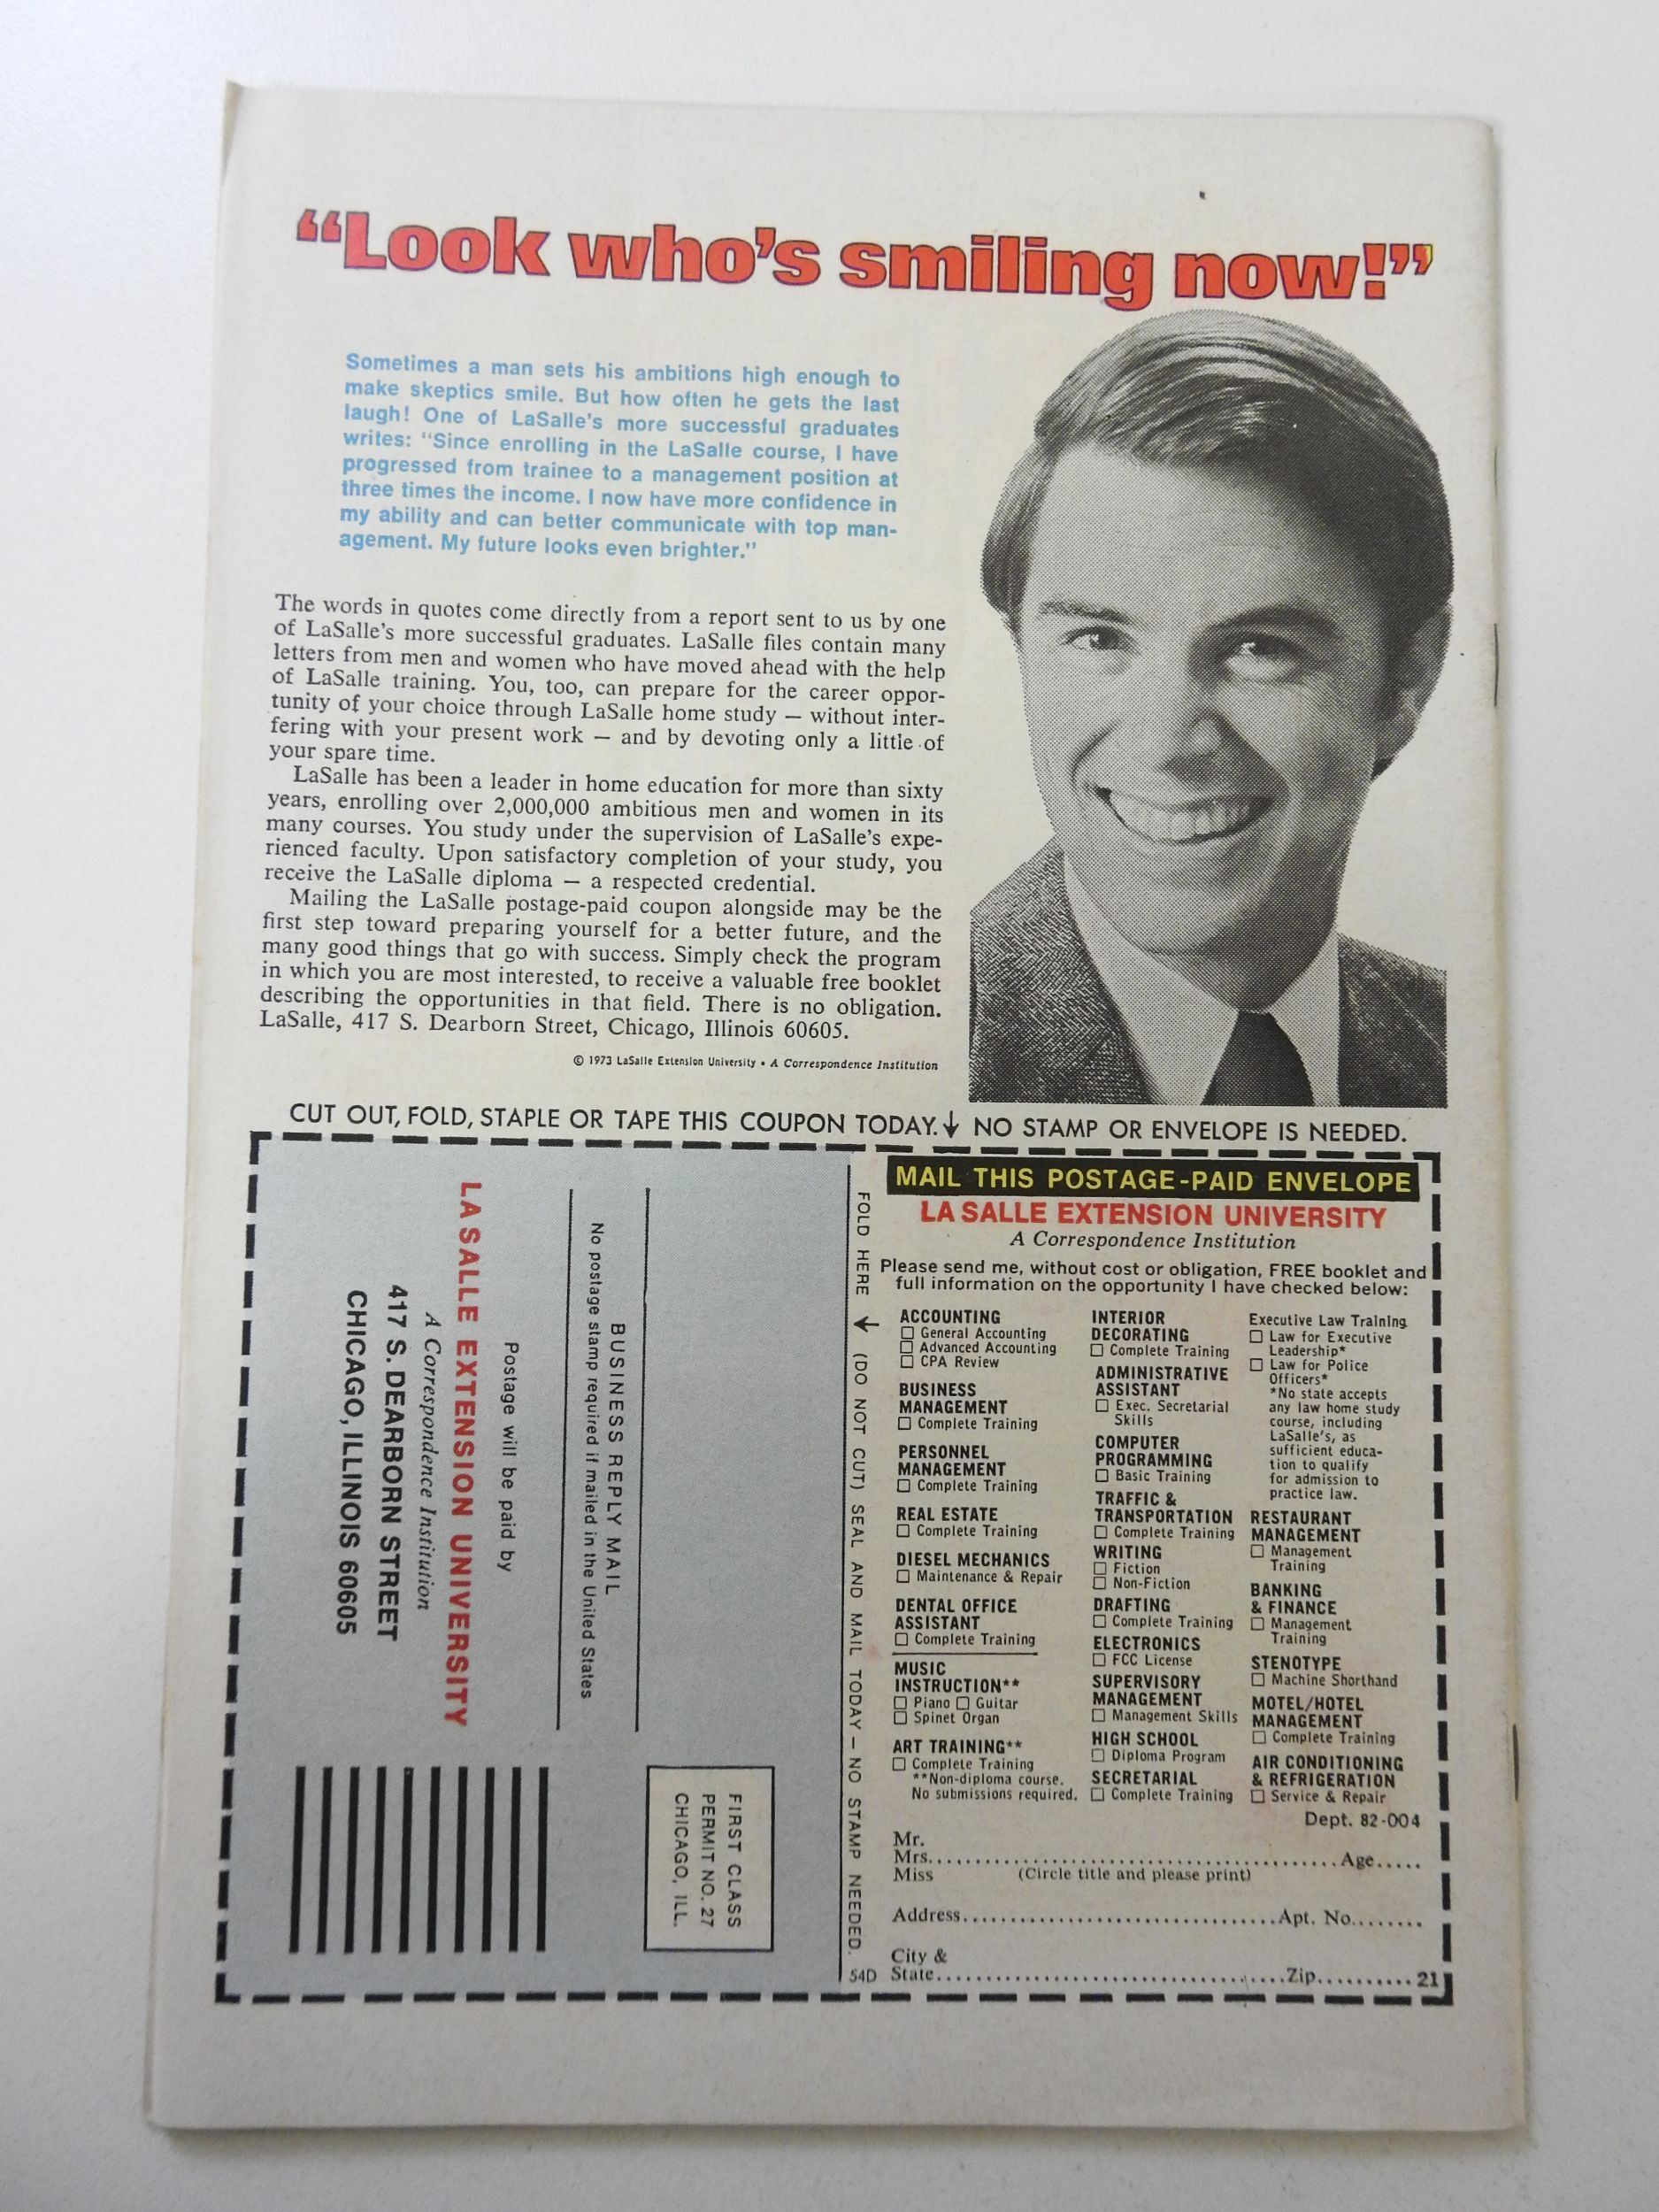 “Look who’s smiling now!”
Sometimes a man sets his ambitions high enough to
make skeptics smile. But how often he gets the last
laugh! One of LaSalle’s more successful graduates
writes: “Since enrolling in the LaSalle course, I have
progressed from trainee to a management position at
three times the income. I now have more confidence in
my ability and can better communicate with top man-
agement. My future looks even brighter.”
The words in quotes come directly from a report sent to us by one
of LaSalle’s more successful graduates. LaSalle files contain many
letters from men and women who have moved ahead with the help
of LaSalle training. You, too, can prepare for the career oppor-
tunity of your choice through LaSalle home study — without inter-
fering with your present work — and by devoting only a little of
your spare time.
LaSalle has been a leader in home education for more than sixty
years, enrolling over 2,000,000 ambitious men and women in its
many courses. You study under the supervision of LaSalle’s expe-
rienced faculty. Upon satisfactory completion of your study, you
receive the LaSalle diploma — a respected credential.
Mailing the LaSalle postage-paid coupon alongside may be the
first step toward preparing yourself for a better future, and the
many good things that go with success. Simply check the program
in which you are most interested, to receive a valuable free booklet
describing the opportunities in that field. There is no obligation.
LaSalle, 417 S. Dearborn Street, Chicago, Illinois 60605.
© 1973 LaSalle Extension University • A Correspondence Institution
CUT OUT, FOLD, STAPLE OR TAPE THIS COUPON TODAY.↓ NO STAMP OR ENVELOPE IS NEEDED.
FIRST CLASS
PERMIT NO. 27
CHICAGO, ILL.
BUSINESS REPLY MAIL
No postage stamp required if mailed in the United States
Postage will be paid by
LA SALLE EXTENSION UNIVERSITY
A Correspondence Institution
417 S. DEARBORN STREET
CHICAGO, ILLINOIS 60605
FOLD HERE ↓ (DO NOT CUT) SEAL AND MAIL TODAY — NO STAMP NEEDED.
54D
MAIL THIS POSTAGE-PAID ENVELOPE
LA SALLE EXTENSION UNIVERSITY
A Correspondence Institution
Please send me, without cost or obligation, FREE booklet and
full information on the opportunity I have checked below:
ACCOUNTING
☐ General Accounting
☐ Advanced Accounting
☐ CPA Review
BUSINESS
MANAGEMENT
☐ Complete Training
PERSONNEL
MANAGEMENT
☐ Complete Training
REAL ESTATE
☐ Complete Training
DIESEL MECHANICS
☐ Maintenance & Repair
DENTAL OFFICE
ASSISTANT
☐ Complete Training
MUSIC
INSTRUCTION**
☐ Piano ☐ Guitar
☐ Spinet Organ
ART TRAINING**
☐ Complete Training
**Non-diploma course.
No submissions required.
INTERIOR
DECORATING
☐ Complete Training
ADMINISTRATIVE
ASSISTANT
☐ Exec. Secretarial
Skills
COMPUTER
PROGRAMMING
☐ Basic Training
TRAFFIC &
TRANSPORTATION
☐ Complete Training
WRITING
☐ Fiction
☐ Non-Fiction
DRAFTING
☐ Complete Training
ELECTRONICS
☐ FCC License
SUPERVISORY
MANAGEMENT
☐ Management Skills
HIGH SCHOOL
☐ Diploma Program
SECRETARIAL
☐ Complete Training
Executive Law Training
☐ Law for Executive
Leadership*
☐ Law for Police
Officers*
*No state accepts
any law home study
course, including
LaSalle’s, as
sufficient educa-
tion to qualify
for admission to
practice law.
RESTAURANT
MANAGEMENT
☐ Management
Training
BANKING
& FINANCE
☐ Management
Training
STENOTYPE
☐ Machine Shorthand
MOTEL/HOTEL
MANAGEMENT
☐ Complete Training
AIR CONDITIONING
& REFRIGERATION
☐ Service & Repair
Dept. 82-004
Mr.
Mrs. Age
Miss (Circle title and please print)
Address Apt. No.
City &
State Zip 21